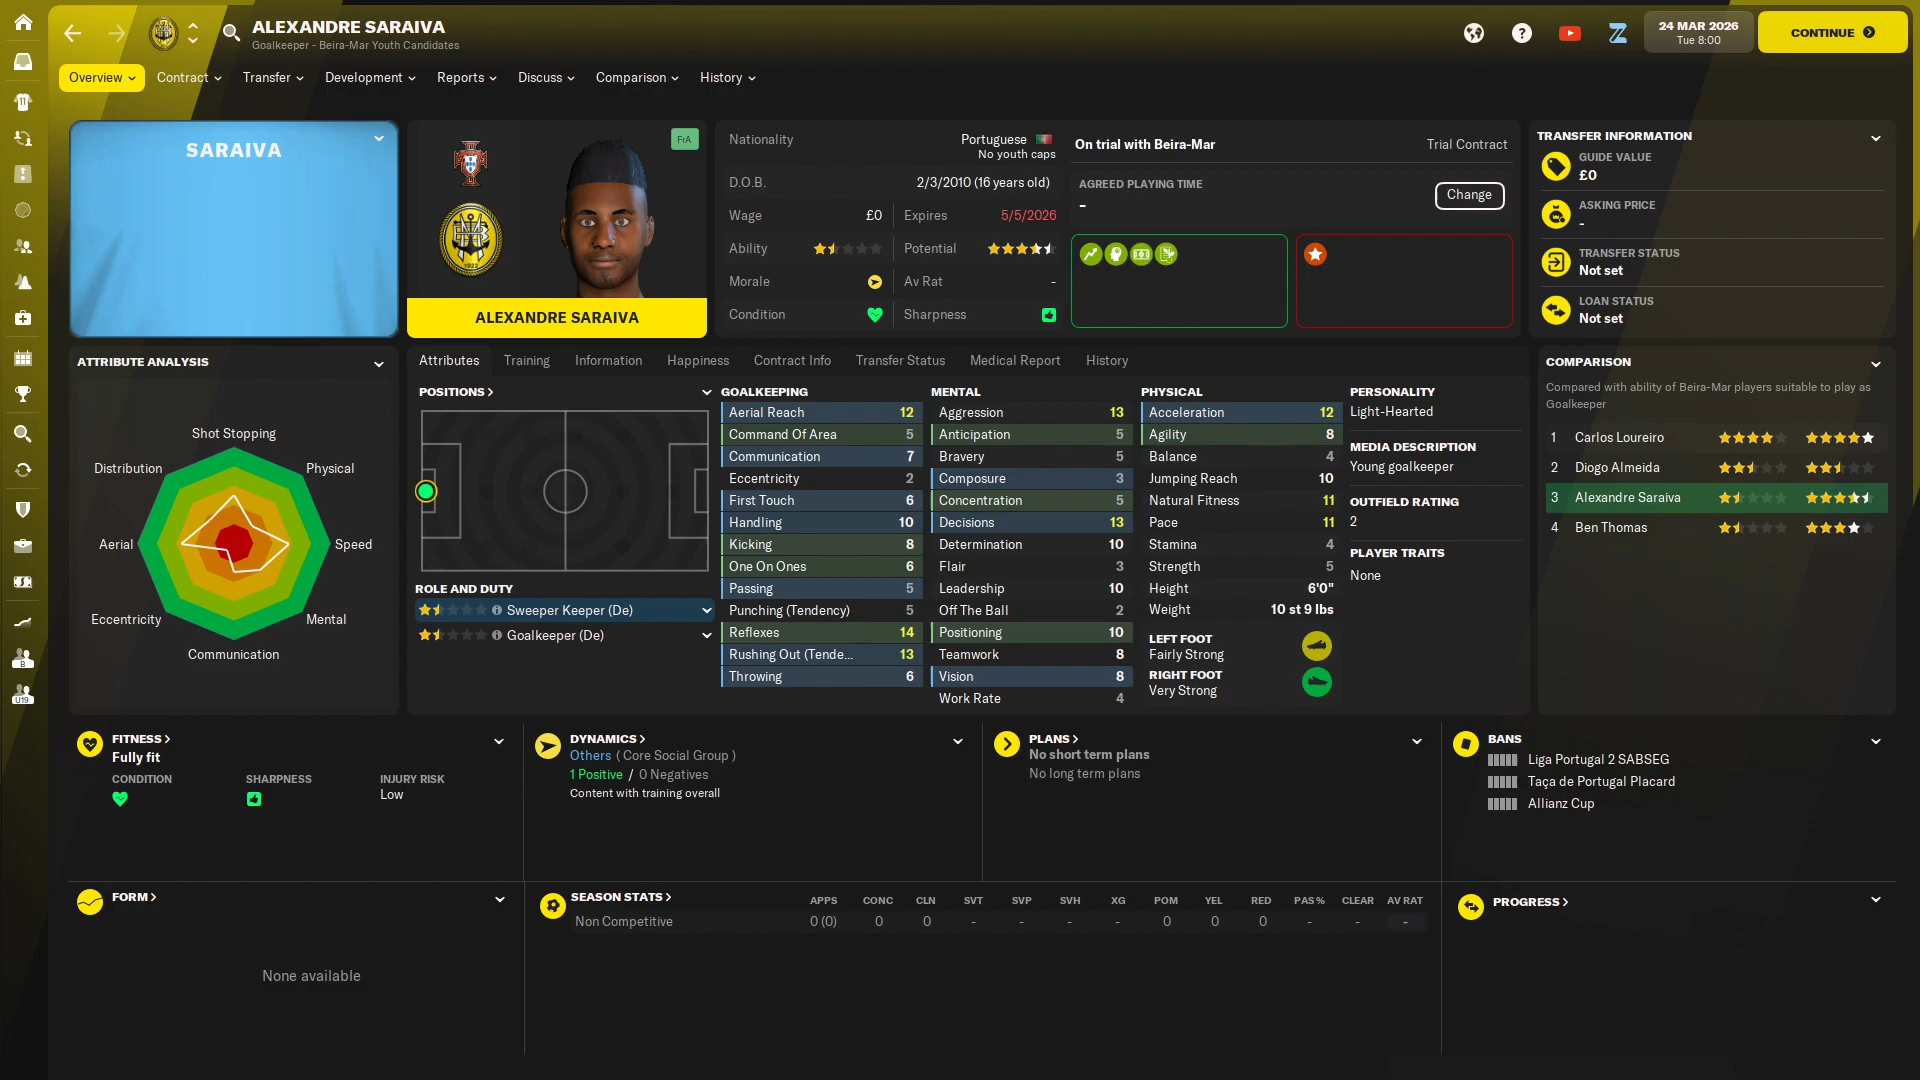 ALEXANDRE SARAIVA
Goalkeeper - Beira-Mar Youth Candidates
24 MAR 2026
Tue 8:00
CONTINUE
Overview
Contract
Transfer
Development
Reports
Discuss
Comparison
History
SARAIVA
FrA
ALEXANDRE SARAIVA
Nationality
Portuguese
No youth caps
D.O.B.
2/3/2010 (16 years old)
Wage £0
Expires 5/5/2026
Ability
Potential
Morale
Av Rat -
Condition
Sharpness
On trial with Beira-Mar
Trial Contract
AGREED PLAYING TIME
-
Change
TRANSFER INFORMATION
GUIDE VALUE
£0
ASKING PRICE
-
TRANSFER STATUS
Not set
LOAN STATUS
Not set
ATTRIBUTE ANALYSIS
Shot Stopping
Physical
Speed
Mental
Communication
Eccentricity
Aerial
Distribution
Attributes
Training
Information
Happiness
Contract Info
Transfer Status
Medical Report
History
POSITIONS >
ROLE AND DUTY
Sweeper Keeper (De)
Goalkeeper (De)
GOALKEEPING
Aerial Reach 12
Command Of Area 5
Communication 7
Eccentricity 2
First Touch 6
Handling 10
Kicking 8
One On Ones 6
Passing 5
Punching (Tendency) 5
Reflexes 14
Rushing Out (Tende... 13
Throwing 6
MENTAL
Aggression 13
Anticipation 5
Bravery 5
Composure 3
Concentration 5
Decisions 13
Determination 10
Flair 3
Leadership 10
Off The Ball 2
Positioning 10
Teamwork 8
Vision 8
Work Rate 4
PHYSICAL
Acceleration 12
Agility 8
Balance 4
Jumping Reach 10
Natural Fitness 11
Pace 11
Stamina 4
Strength 5
Height 6'0"
Weight 10 st 9 lbs
LEFT FOOT
Fairly Strong
RIGHT FOOT
Very Strong
PERSONALITY
Light-Hearted
MEDIA DESCRIPTION
Young goalkeeper
OUTFIELD RATING
2
PLAYER TRAITS
None
COMPARISON
Compared with ability of Beira-Mar players suitable to play as
Goalkeeper
1 Carlos Loureiro
2 Diogo Almeida
3 Alexandre Saraiva
4 Ben Thomas
FITNESS >
Fully fit
CONDITION
SHARPNESS
INJURY RISK
Low
DYNAMICS >
Others ( Core Social Group )
1 Positive / 0 Negatives
Content with training overall
PLANS >
No short term plans
No long term plans
BANS
Liga Portugal 2 SABSEG
Taça de Portugal Placard
Allianz Cup
FORM >
None available
SEASON STATS > APPS CONC CLN SVT SVP SVH XG POM YEL RED PAS % CLEAR AV RAT
Non Competitive 0 (0) 0 0 - - - - 0 0 0 - - -
PROGRESS >
B
U19